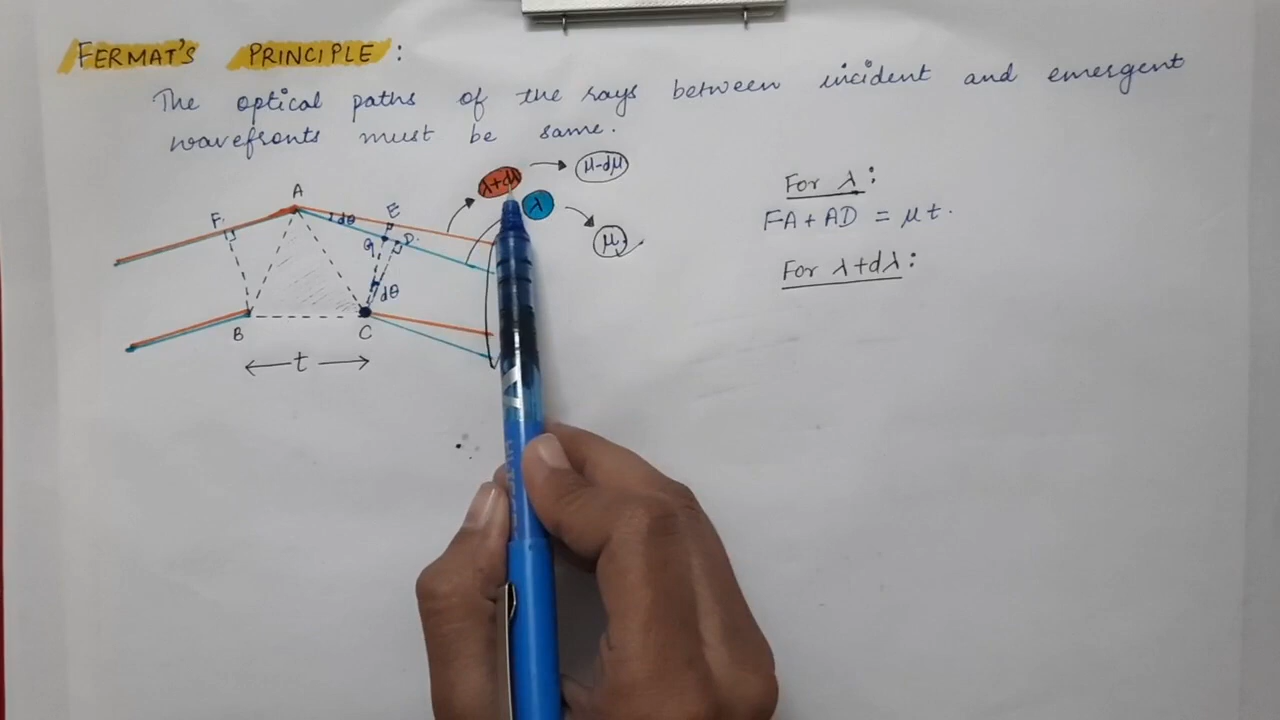 FERMAT'S PRINCIPLE :
The optical paths of the rays between incident and emergent
wavefronts must be same.
λ+dλ → μ-dμ
λ → μ
For λ :
FA + AD = μt.
For λ+dλ :
A
F
dθ
E
G
D
dθ
B
C
t